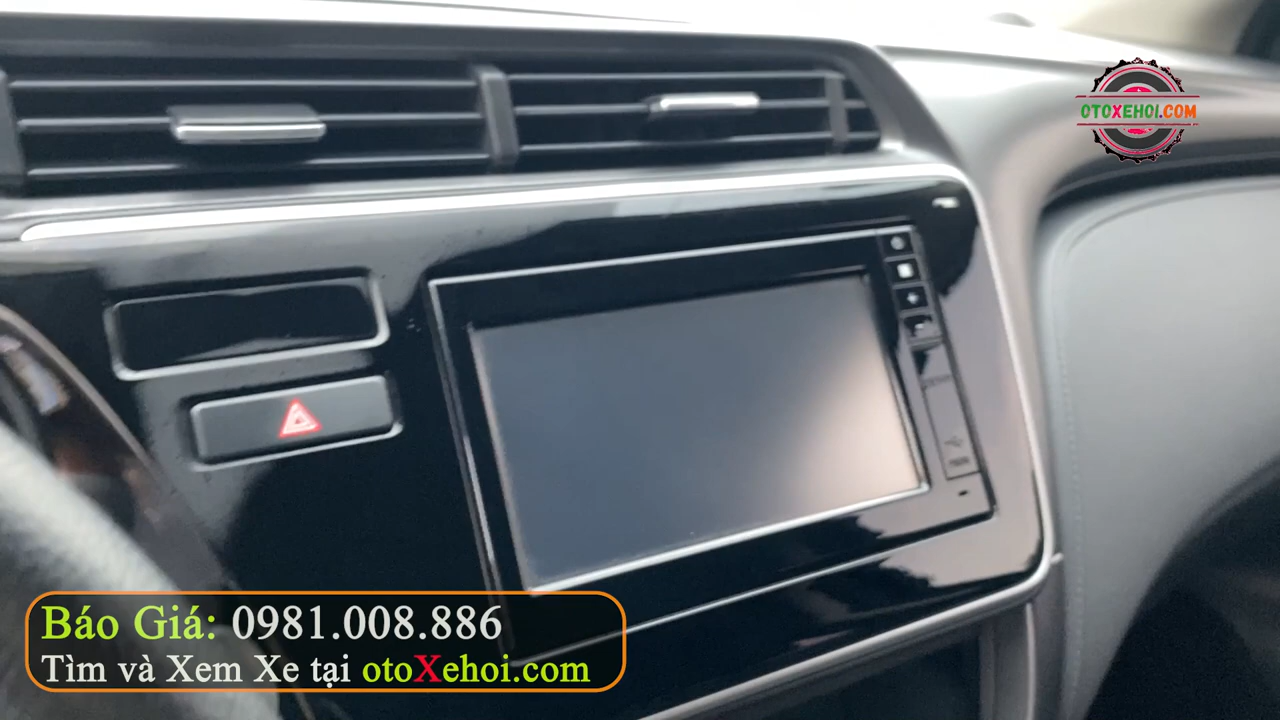 OTOXEHOI.COM
Báo Giá: 0981.008.886
Tìm và Xem Xe tại otoXehoi.com